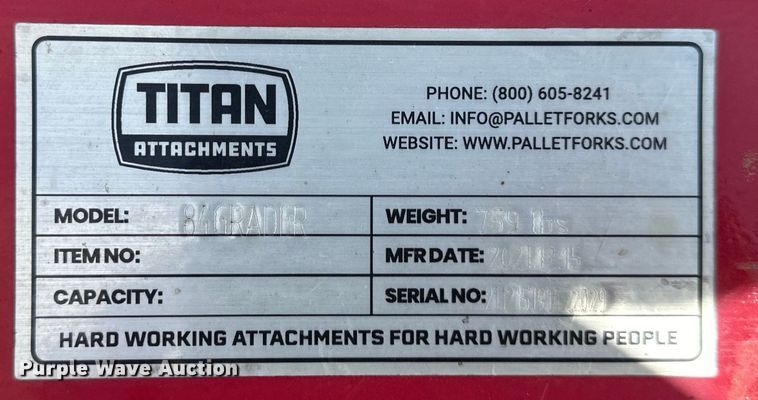 TITAN
ATTACHMENTS
PHONE: (800) 605-8241
EMAIL: INFO@PALLETFORKS.COM
WEBSITE: WWW.PALLETFORKS.COM
MODEL: 84GRADER
WEIGHT: 759 lbs
ITEM NO:
MFR DATE:
CAPACITY:
SERIAL NO:
HARD WORKING ATTACHMENTS FOR HARD WORKING PEOPLE
Purple Wave Auction